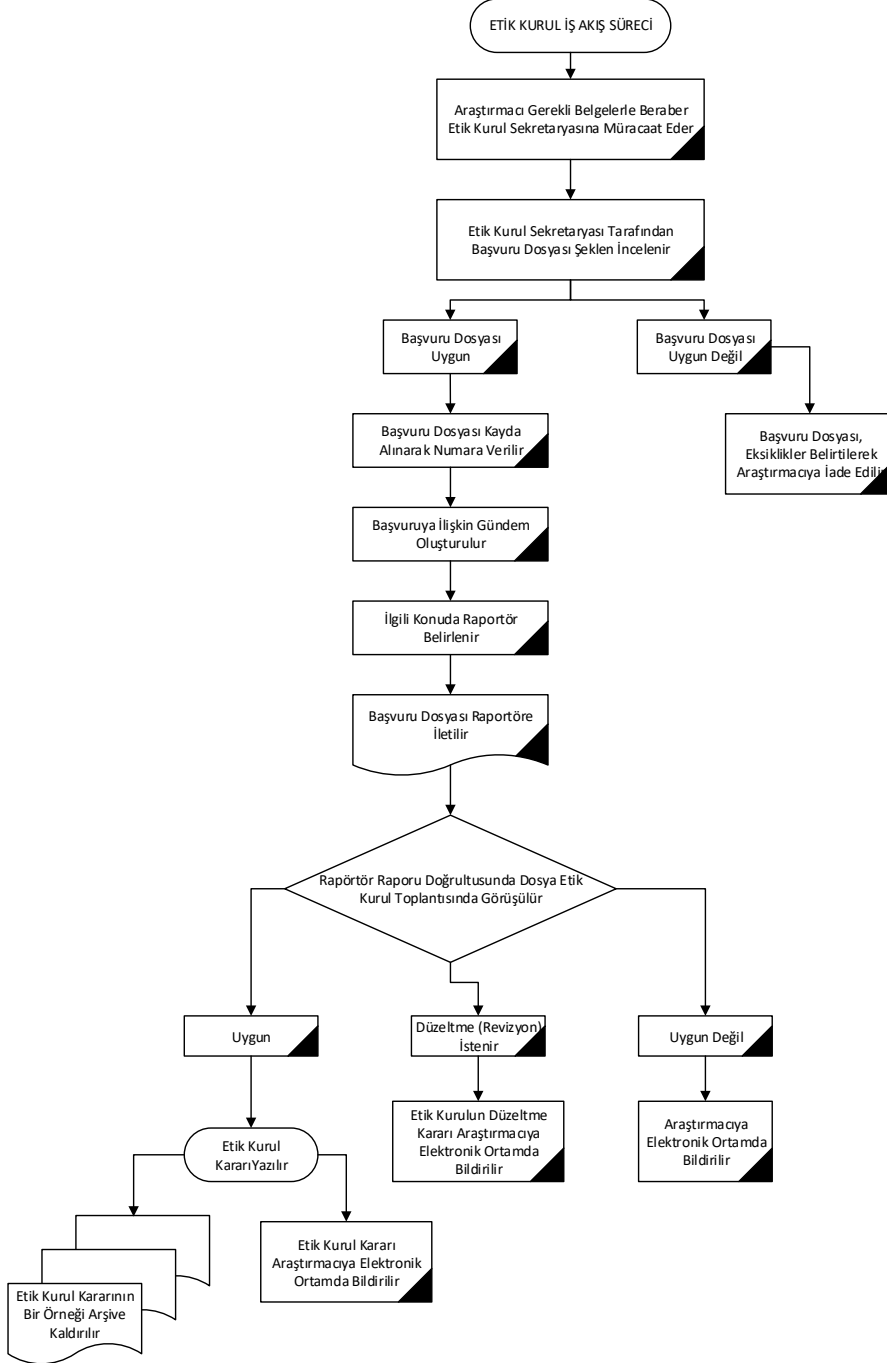 ETİK KURUL İŞ AKIŞ SÜRECİ
Araştırmacı Gerekli Belgelerle Beraber
Etik Kurul Sekretaryasına Müracaat Eder
Etik Kurul Sekretaryası Tarafından
Başvuru Dosyası Şeklen İncelenir
Başvuru Dosyası
Uygun
Başvuru Dosyası
Uygun Değil
Başvuru Dosyası Kayda
Alınarak Numara Verilir
Başvuru Dosyası,
Eksiklikler Belirtilerek
Araştırmacıya İade Edilir
Başvuruya İlişkin Gündem
Oluşturulur
İlgili Konuda Raportör
Belirlenir
Başvuru Dosyası Raportöre
İletilir
Rapörtör Raporu Doğrultusunda Dosya Etik
Kurul Toplantısında Görüşülür
Uygun
Düzeltme (Revizyon)
İstenir
Uygun Değil
Etik Kurul
KararıYazılır
Etik Kurulun Düzeltme
Kararı Araştırmacıya
Elektronik Ortamda
Bildirilir
Araştırmacıya
Elektronik Ortamda
Bildirilir
Etik Kurul Kararı
Araştırmacıya Elektronik
Ortamda Bildirilir
Etik Kurul Kararının
Bir Örneği Arşive
Kaldırılır